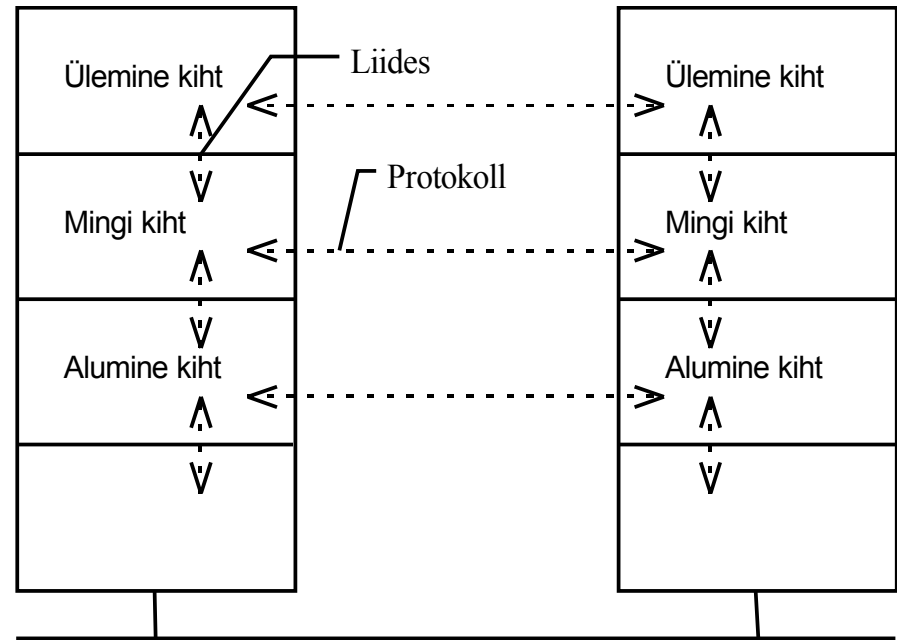 Ülemine kiht
Liides
Ülemine kiht
Protokoll
Mingi kiht
Mingi kiht
Alumine kiht
Alumine kiht